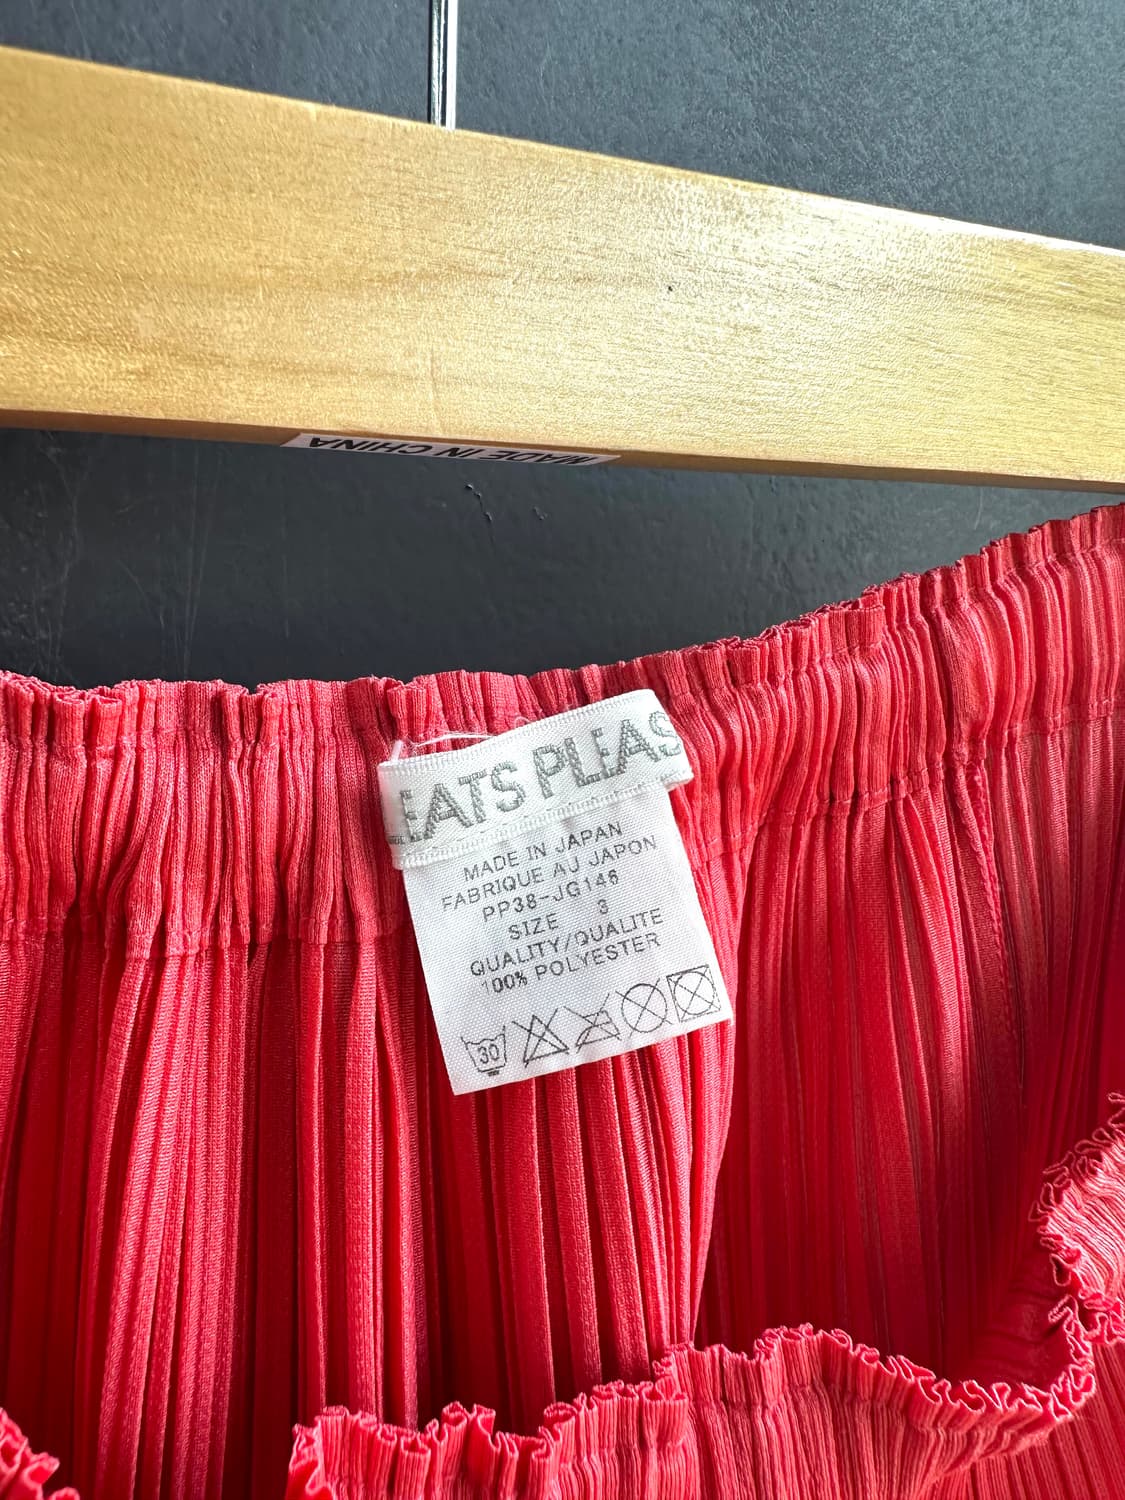 MADE IN CHINA
EATS PLEAS
MADE IN JAPAN
FABRIQUE AU JAPON
PP38-JG146
SIZE 3
QUALITY/QUALITE
100% POLYESTER
30